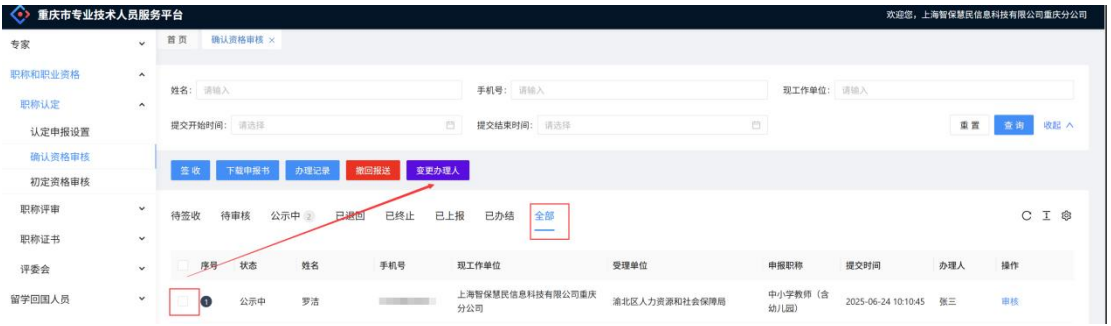 重庆市专业技术人员服务平台
欢迎您，上海智保慧民信息科技有限公司重庆分公司
专家
职称和职业资格
职称认定
认定申报设置
确认资格审核
初定资格审核
职称评审
职称证书
评委会
留学回国人员
首页 确认资格审核 ×
姓名： 请输入 手机号： 请输入 现工作单位： 请输入
提交开始时间： 请选择 提交结束时间： 请选择 重置 查询 收起
签收 下载申报书 办理记录 撤回报送 变更办理人
待签收 待审核 公示中 2 已退回 已终止 已上报 已办结 全部
序号 状态 姓名 手机号 现工作单位 受理单位 申报职称 提交时间 办理人 操作
1 公示中 罗洁 上海智保慧民信息科技有限公司重庆分公司 渝北区人力资源和社会保障局 中小学教师（含幼儿园） 2025-06-24 10:10:45 张三 审核